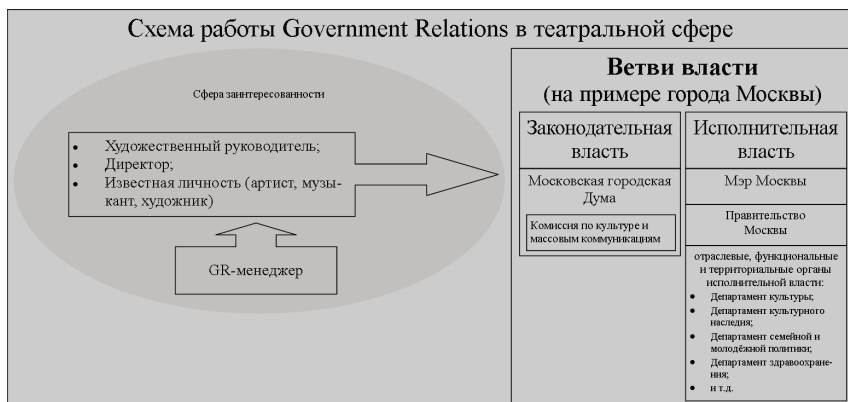 Схема работы Government Relations в театральной сфере
Сфера заинтересованности
• Художественный руководитель;
• Директор;
• Известная личность (артист, музы-
кант, художник)
GR-менеджер
Ветви власти
(на примере города Москвы)
Законодательная
власть
Московская городская
Дума
Комиссия по культуре и
массовым коммуникациям
Исполнительная
власть
Мэр Москвы
Правительство
Москвы
отраслевые, функциональные
и территориальные органы
исполнительной власти:
• Департамент культуры;
• Департамент культурного
наследия;
• Департамент семейной и
молодёжной политики;
• Департамент здравоохране-
ния;
• и т.д.